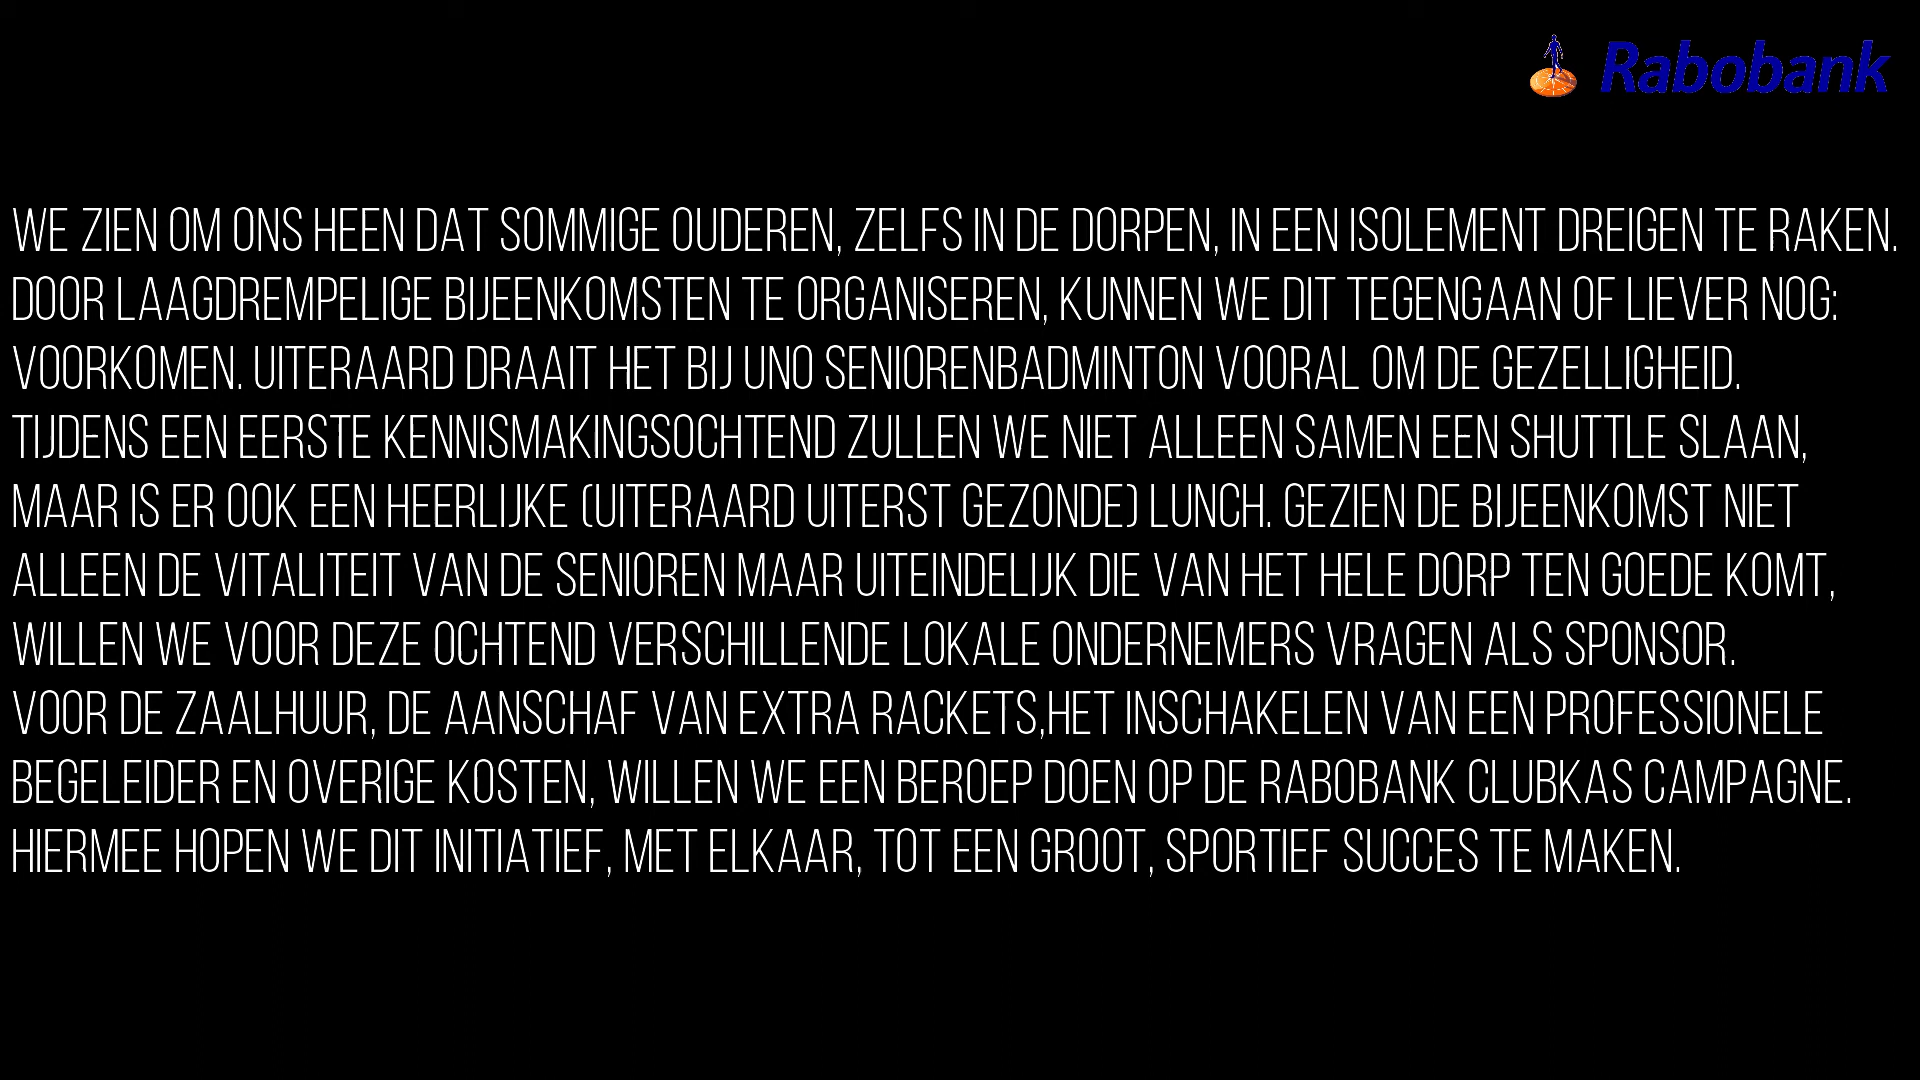 Rabobank
WE ZIEN OM ONS HEEN DAT SOMMIGE OUDEREN, ZELFS IN DE DORPEN, IN EEN ISOLEMENT DREIGEN TE RAKEN.
DOOR LAAGDREMPELIGE BIJEENKOMSTEN TE ORGANISEREN, KUNNEN WE DIT TEGENGAAN OF LIEVER NOG:
VOORKOMEN. UITERAARD DRAAIT HET BIJ UNO SENIORENBADMINTON VOORAL OM DE GEZELLIGHEID.
TIJDENS EEN EERSTE KENNISMAKINGSOCHTEND ZULLEN WE NIET ALLEEN SAMEN EEN SHUTTLE SLAAN,
MAAR IS ER OOK EEN HEERLIJKE (UITERAARD UITERST GEZONDE) LUNCH. GEZIEN DE BIJEENKOMST NIET
ALLEEN DE VITALITEIT VAN DE SENIOREN MAAR UITEINDELIJK DIE VAN HET HELE DORP TEN GOEDE KOMT,
WILLEN WE VOOR DEZE OCHTEND VERSCHILLENDE LOKALE ONDERNEMERS VRAGEN ALS SPONSOR.
VOOR DE ZAALHUUR, DE AANSCHAF VAN EXTRA RACKETS,HET INSCHAKELEN VAN EEN PROFESSIONELE
BEGELEIDER EN OVERIGE KOSTEN, WILLEN WE EEN BEROEP DOEN OP DE RABOBANK CLUBKAS CAMPAGNE.
HIERMEE HOPEN WE DIT INITIATIEF, MET ELKAAR, TOT EEN GROOT, SPORTIEF SUCCES TE MAKEN.